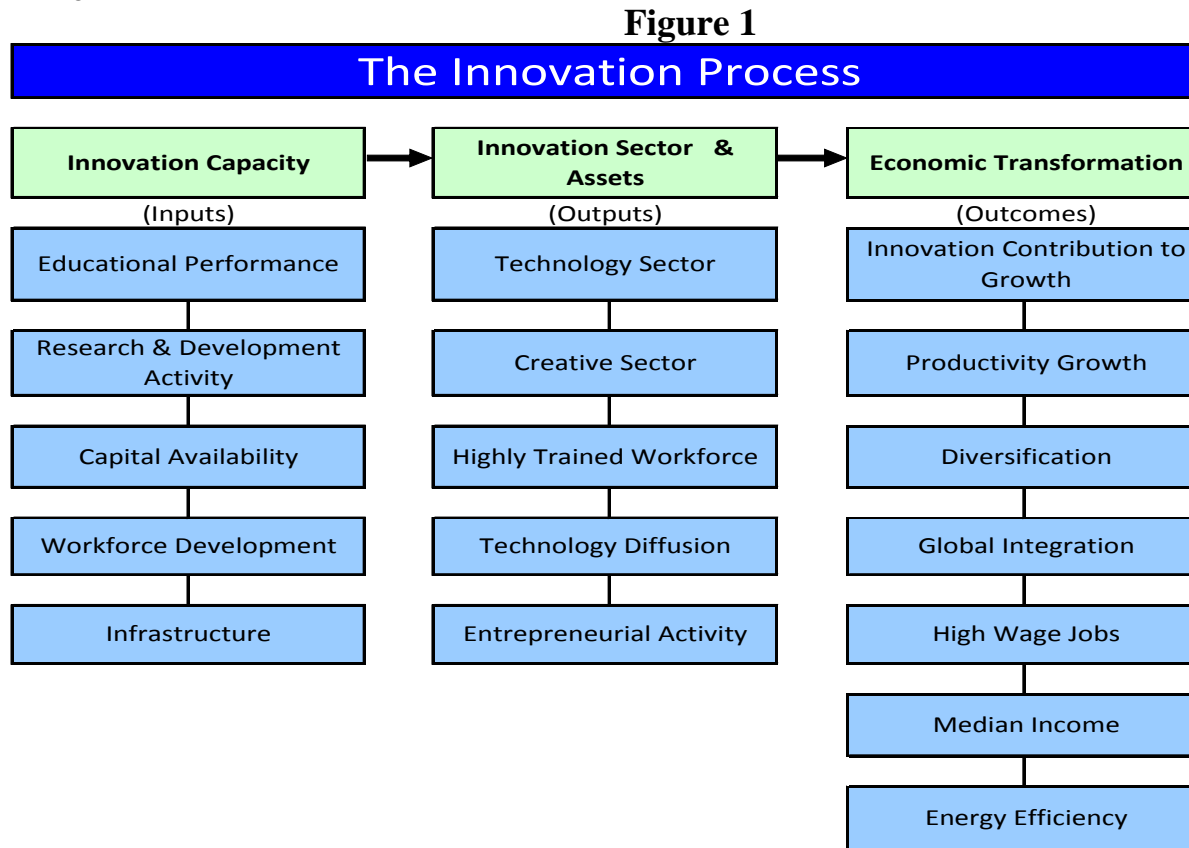 Figure 1
The Innovation Process
Innovation Capacity
(Inputs)
Educational Performance
Research & Development
Activity
Capital Availability
Workforce Development
Infrastructure
Innovation Sector &
Assets
(Outputs)
Technology Sector
Creative Sector
Highly Trained Workforce
Technology Diffusion
Entrepreneurial Activity
Economic Transformation
(Outcomes)
Innovation Contribution to
Growth
Productivity Growth
Diversification
Global Integration
High Wage Jobs
Median Income
Energy Efficiency